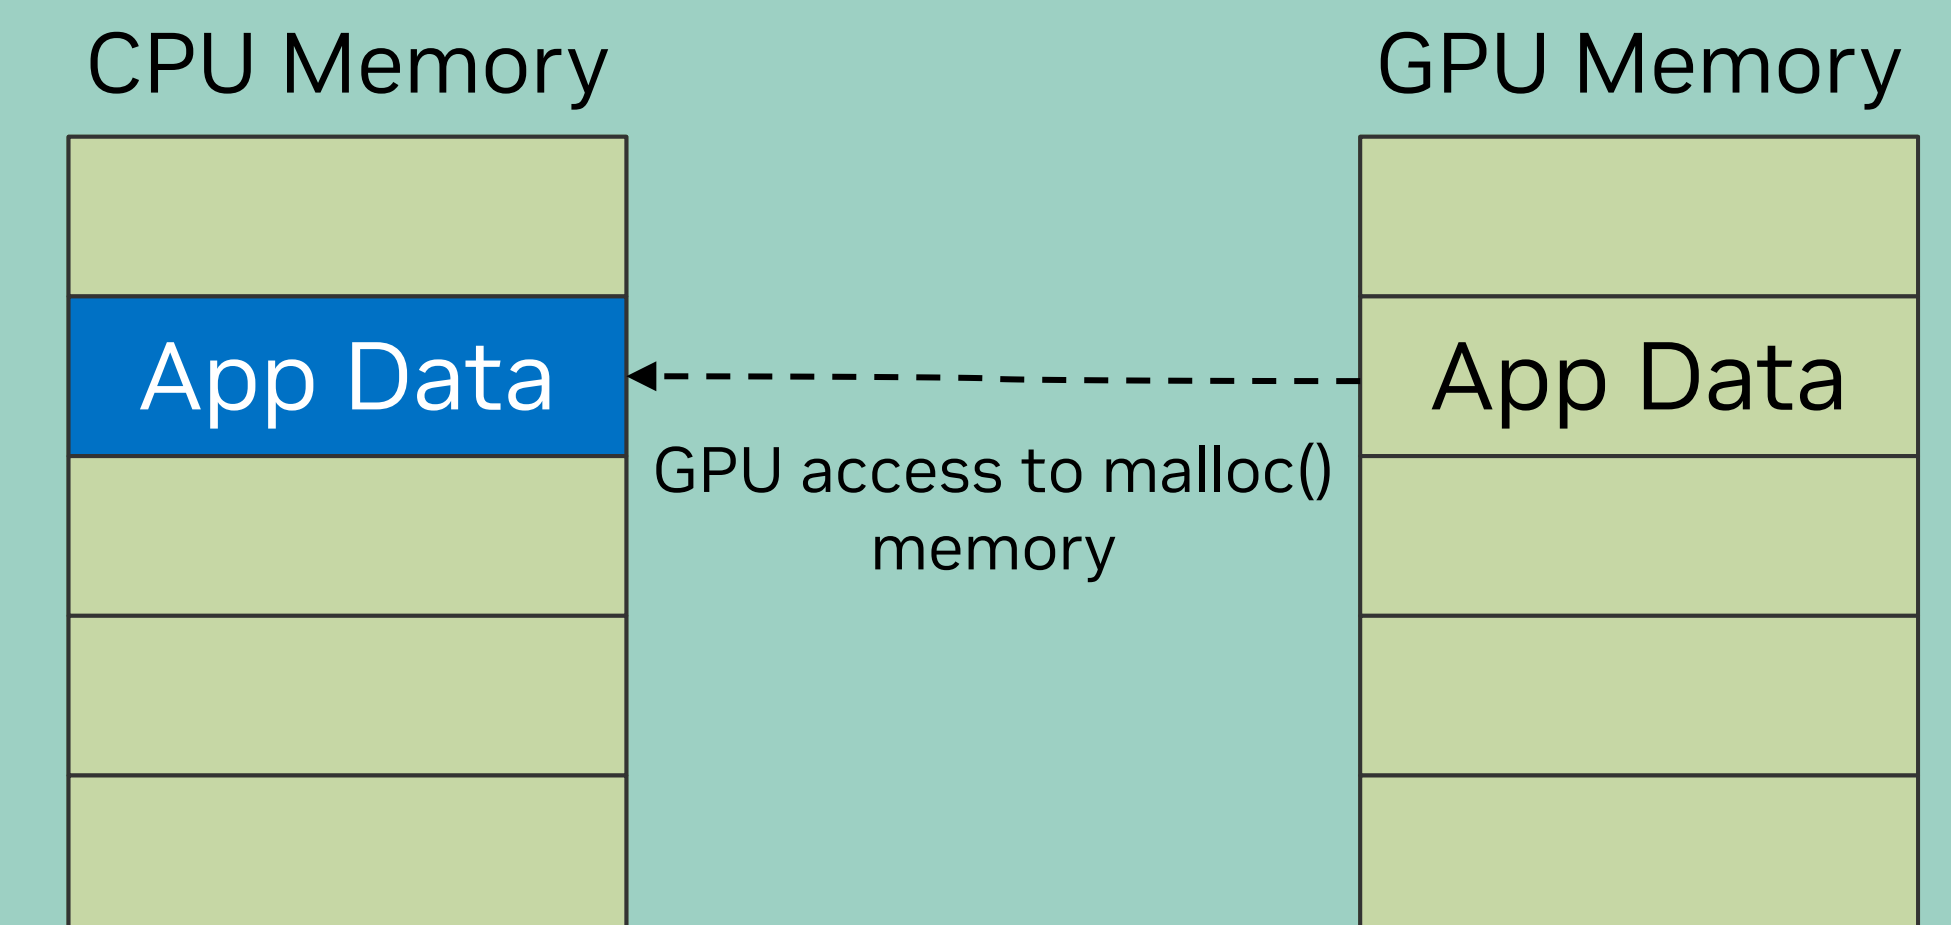 CPU Memory
GPU Memory
App Data
App Data
GPU access to malloc()
memory